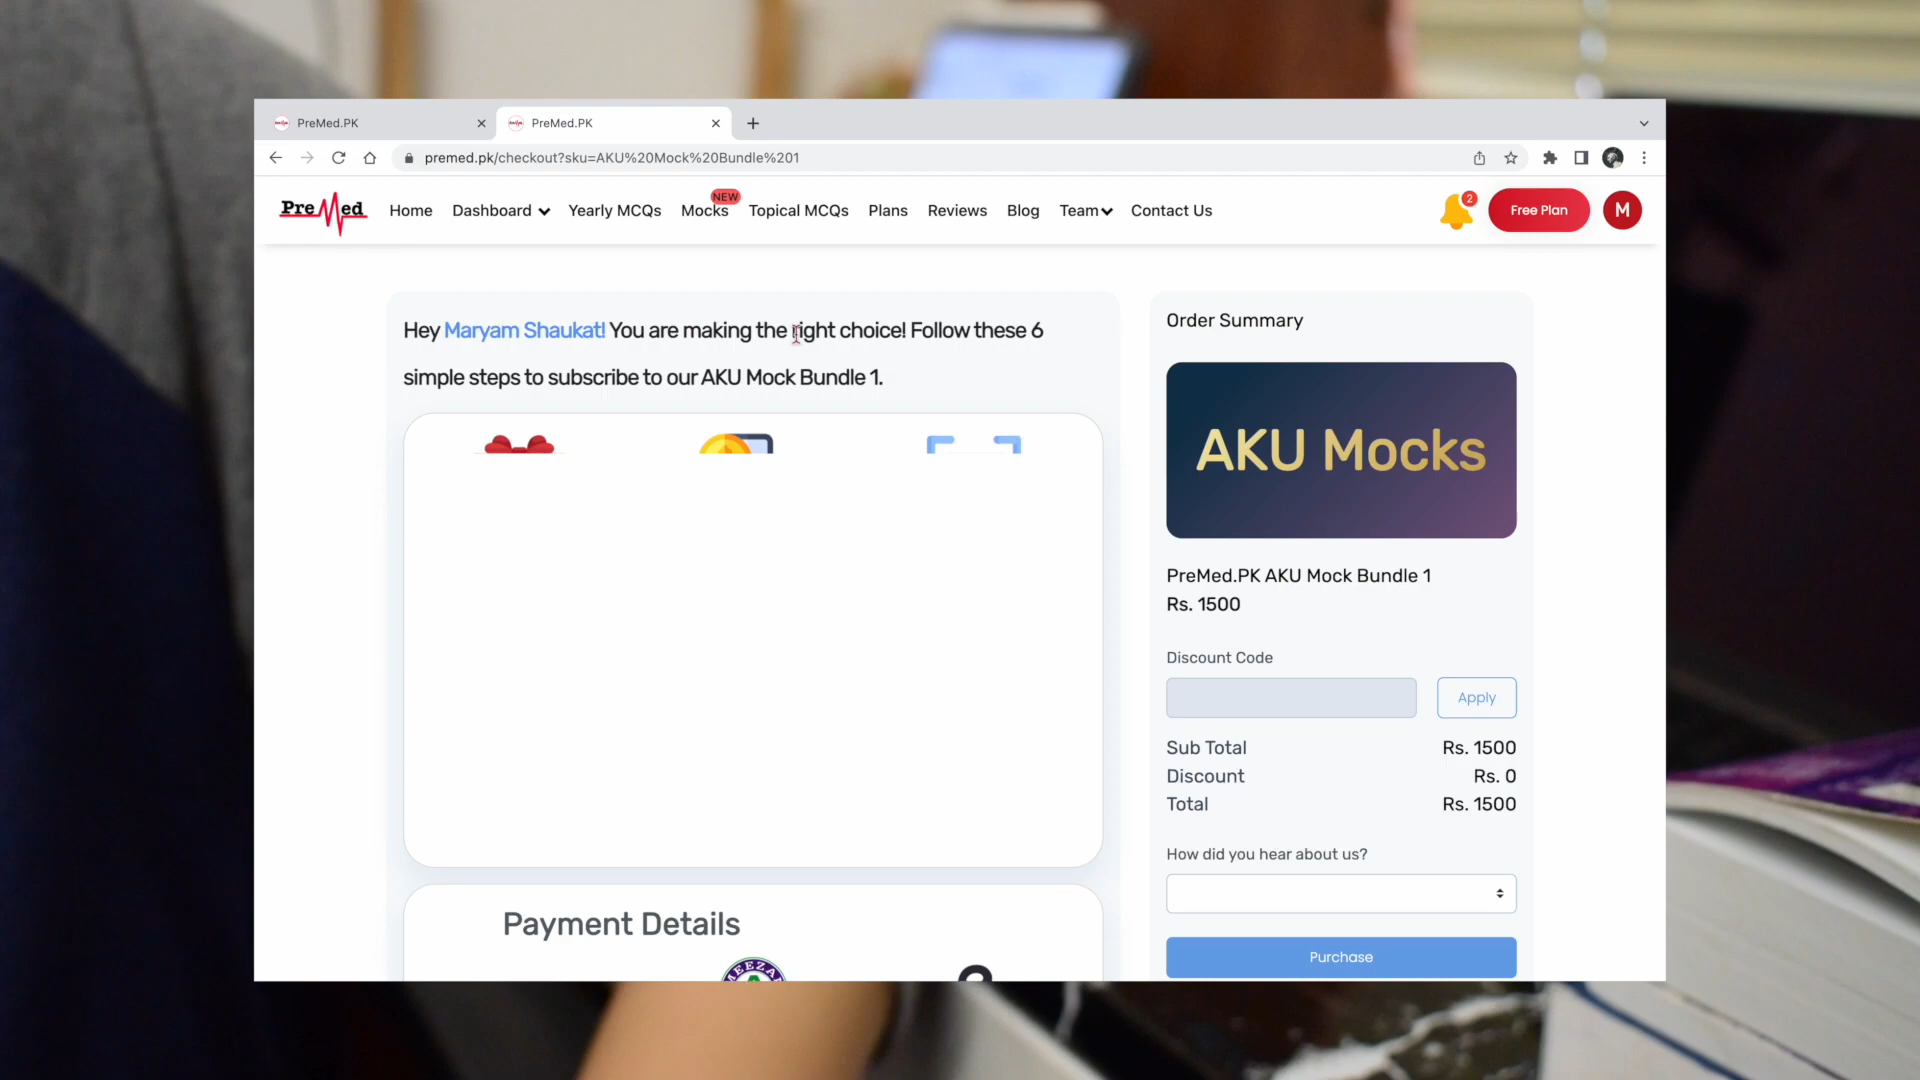 PreMed.PK
PreMed.PK
premed.pk/checkout?sku=AKU%20Mock%20Bundle%201
PreMed
Home
Dashboard
Yearly MCQs
Mocks
NEW
Topical MCQs
Plans
Reviews
Blog
Team
Contact Us
2
Free Plan
M
Hey Maryam Shaukat! You are making the right choice! Follow these 6
simple steps to subscribe to our AKU Mock Bundle 1.
Payment Details
MEEZA
Order Summary
AKU Mocks
PreMed.PK AKU Mock Bundle 1
Rs. 1500
Discount Code
Apply
Sub Total Rs. 1500
Discount Rs. 0
Total Rs. 1500
How did you hear about us?
Purchase